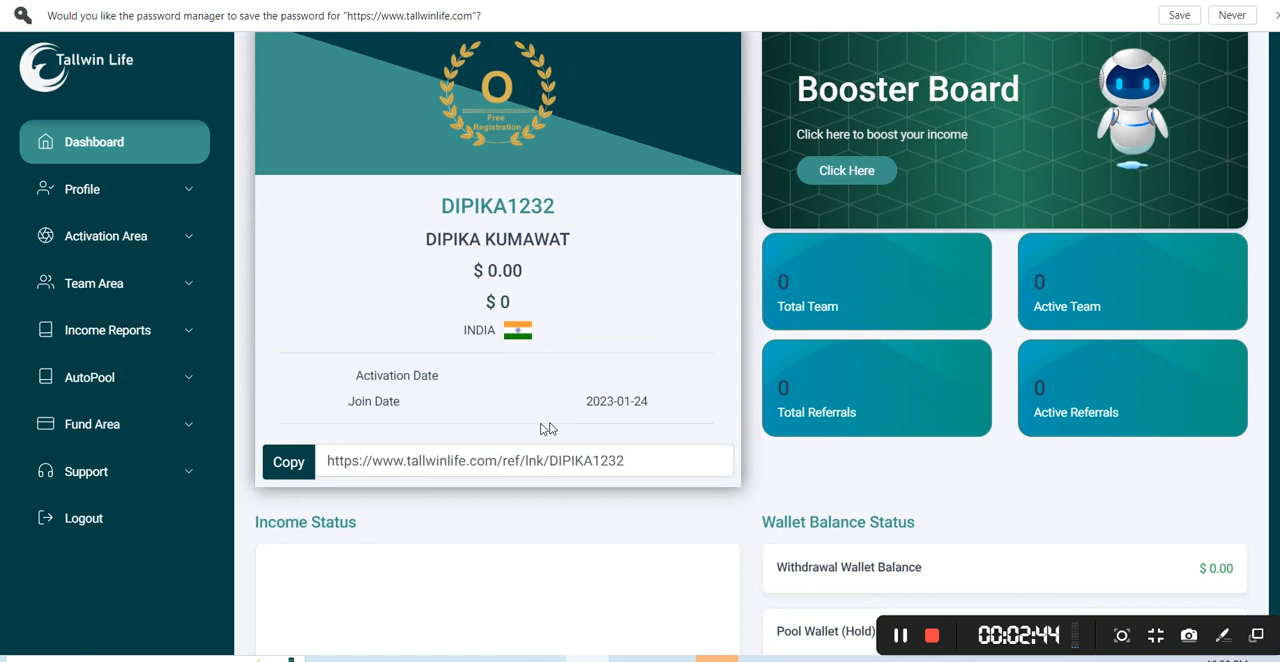 Would you like the password manager to save the password for "https://www.tallwinlife.com"?
Save
Never
Tallwin Life
Dashboard
Profile
Activation Area
Team Area
Income Reports
AutoPool
Fund Area
Support
Logout
O
Free
Registration
DIPIKA1232
DIPIKA KUMAWAT
$ 0.00
$ 0
INDIA
Activation Date
Join Date 2023-01-24
Copy https://www.tallwinlife.com/ref/lnk/DIPIKA1232
Income Status
Booster Board
Click here to boost your income
Click Here
0
Total Team
0
Active Team
0
Total Referrals
0
Active Referrals
Wallet Balance Status
Withdrawal Wallet Balance $ 0.00
Pool Wallet (Hold)
00:02:44